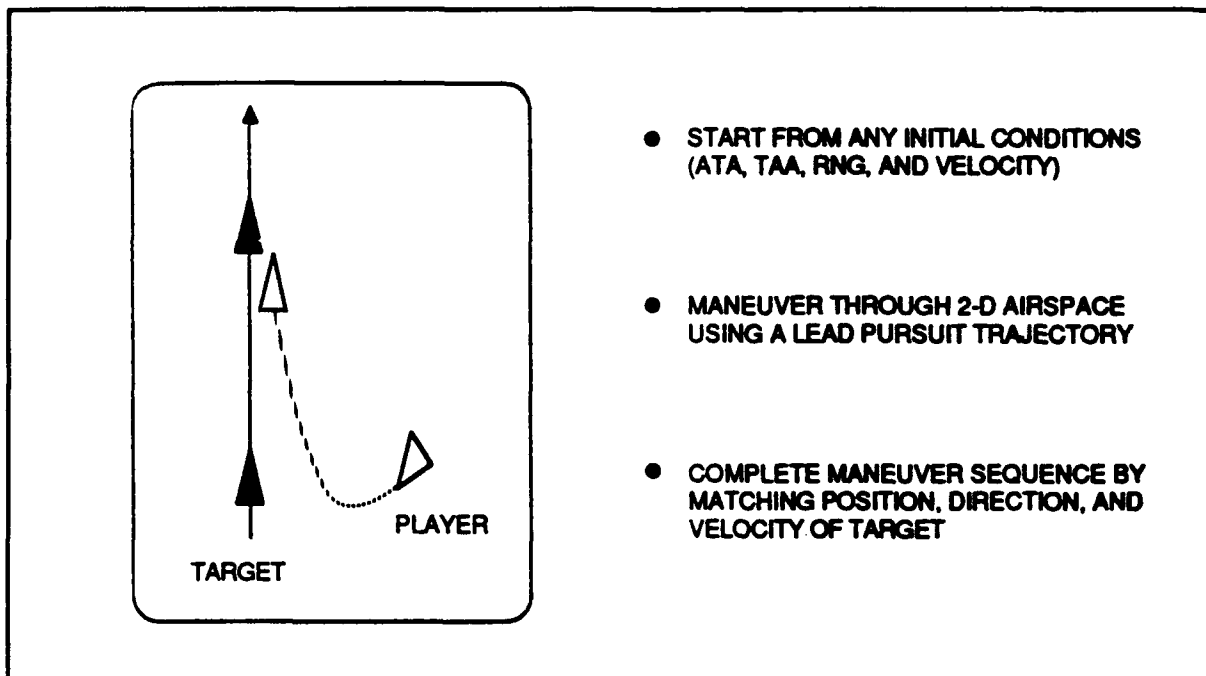 TARGET
PLAYER
● START FROM ANY INITIAL CONDITIONS
(ATA, TAA, RNG, AND VELOCITY)
● MANEUVER THROUGH 2-D AIRSPACE
USING A LEAD PURSUIT TRAJECTORY
● COMPLETE MANEUVER SEQUENCE BY
MATCHING POSITION, DIRECTION, AND
VELOCITY OF TARGET